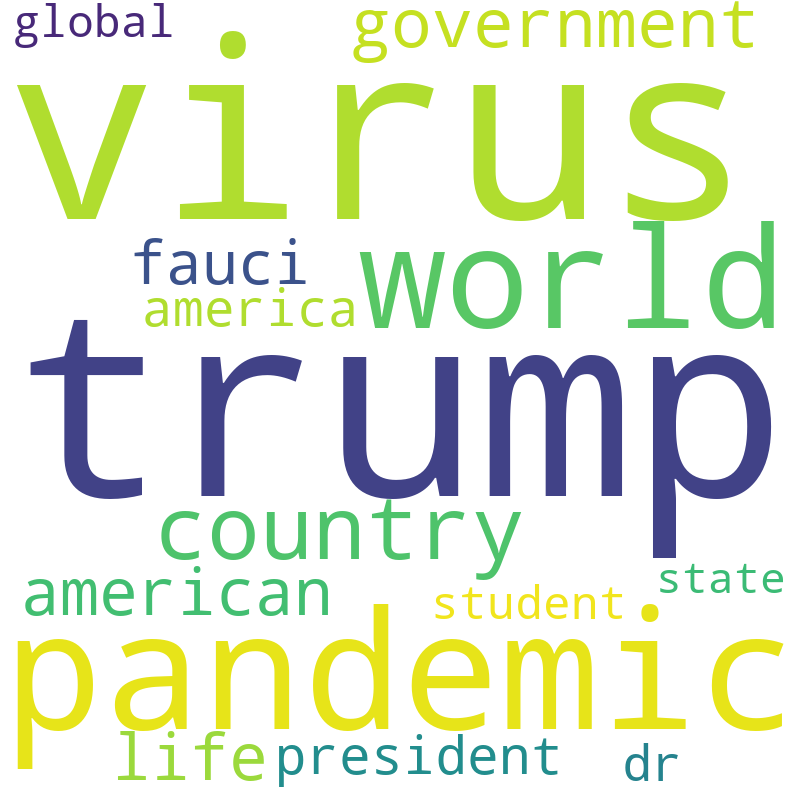 global government
virus
fauci world
america
trump
country
american student state
pandemic
life president dr